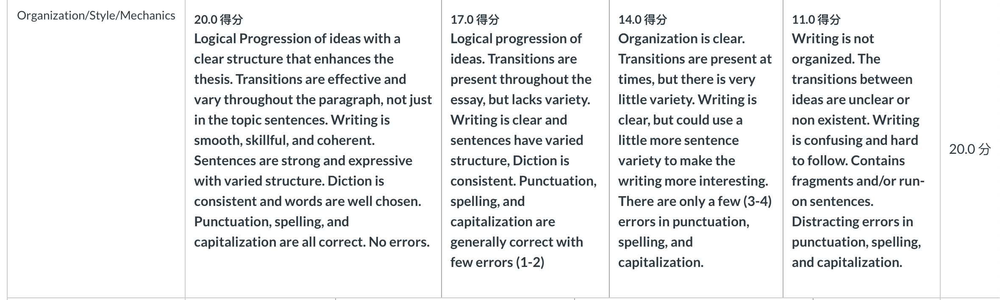 Organization/Style/Mechanics
20.0 得分
Logical Progression of ideas with a
clear structure that enhances the
thesis. Transitions are effective and
vary throughout the paragraph, not just
in the topic sentences. Writing is
smooth, skillful, and coherent.
Sentences are strong and expressive
with varied structure. Diction is
consistent and words are well chosen.
Punctuation, spelling, and
capitalization are all correct. No errors.
17.0 得分
Logical progression of
ideas. Transitions are
present throughout the
essay, but lacks variety.
Writing is clear and
sentences have varied
structure, Diction is
consistent. Punctuation,
spelling, and
capitalization are
generally correct with
few errors (1-2)
14.0 得分
Organization is clear.
Transitions are present at
times, but there is very
little variety. Writing is
clear, but could use a
little more sentence
variety to make the
writing more interesting.
There are only a few (3-4)
errors in punctuation,
spelling, and
capitalization.
11.0 得分
Writing is not
organized. The
transitions between
ideas are unclear or
non existent. Writing
is confusing and hard
to follow. Contains
fragments and/or run-
on sentences.
Distracting errors in
punctuation, spelling,
and capitalization.
20.0 分